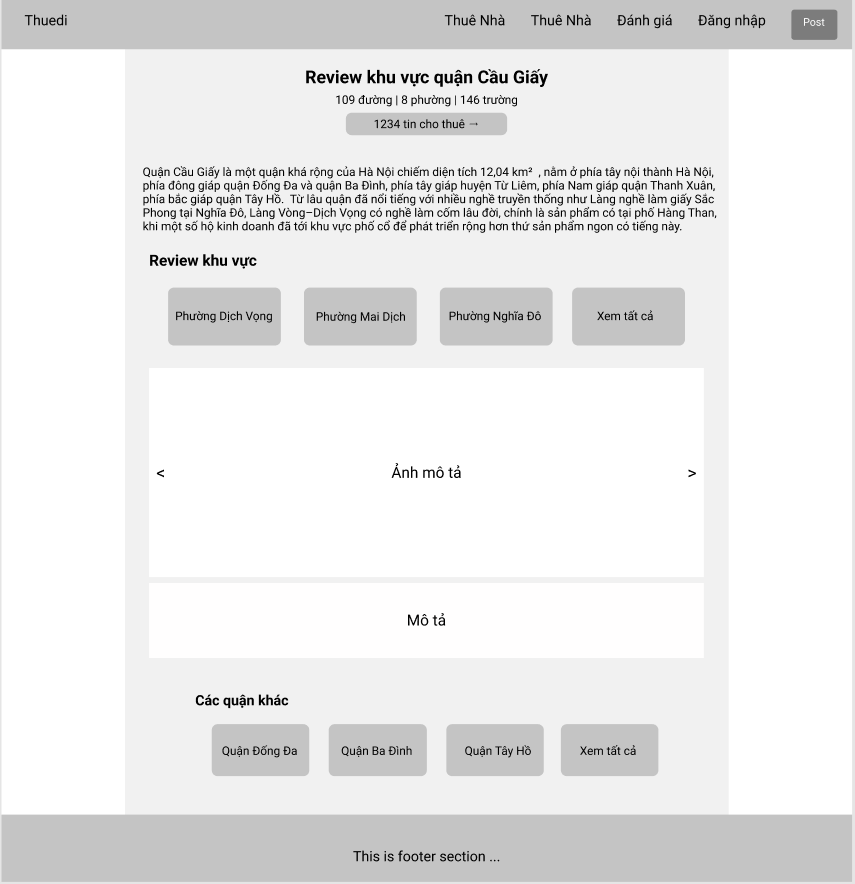 Thuedi Thuê Nhà Thuê Nhà Đánh giá Đăng nhập Post
Review khu vực quận Cầu Giấy
109 đường | 8 phường | 146 trường
1234 tin cho thuê →
Quận Cầu Giấy là một quận khá rộng của Hà Nội chiếm diện tích 12,04 km² , nằm ở phía tây nội thành Hà Nội,
phía đông giáp quận Đống Đa và quận Ba Đình, phía tây giáp huyện Từ Liêm, phía Nam giáp quận Thanh Xuân,
phía bắc giáp quận Tây Hồ. Từ lâu quận đã nổi tiếng với nhiều nghề truyền thống như Làng nghề làm giấy Sắc
Phong tại Nghĩa Đô, Làng Vòng–Dịch Vọng có nghề làm cốm lâu đời, chính là sản phẩm có tại phố Hàng Than,
khi một số hộ kinh doanh đã tới khu vực phố cổ để phát triển rộng hơn thứ sản phẩm ngon có tiếng này.
Review khu vực
Phường Dịch Vọng Phường Mai Dịch Phường Nghĩa Đô Xem tất cả
< Ảnh mô tả >
Mô tả
Các quận khác
Quận Đống Đa Quận Ba Đình Quận Tây Hồ Xem tất cả
This is footer section ...